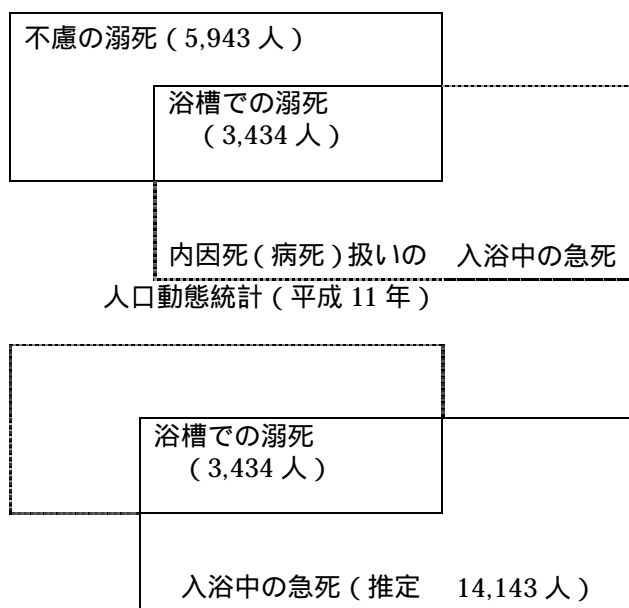 不慮の溺死 ( 5,943 人 )
浴槽での溺死
( 3,434 人 )
内因死 ( 病死 ) 扱いの 入浴中の急死
人口動態統計 ( 平成 11 年 )
浴槽での溺死
( 3,434 人 )
入浴中の急死 ( 推定 14,143 人 )